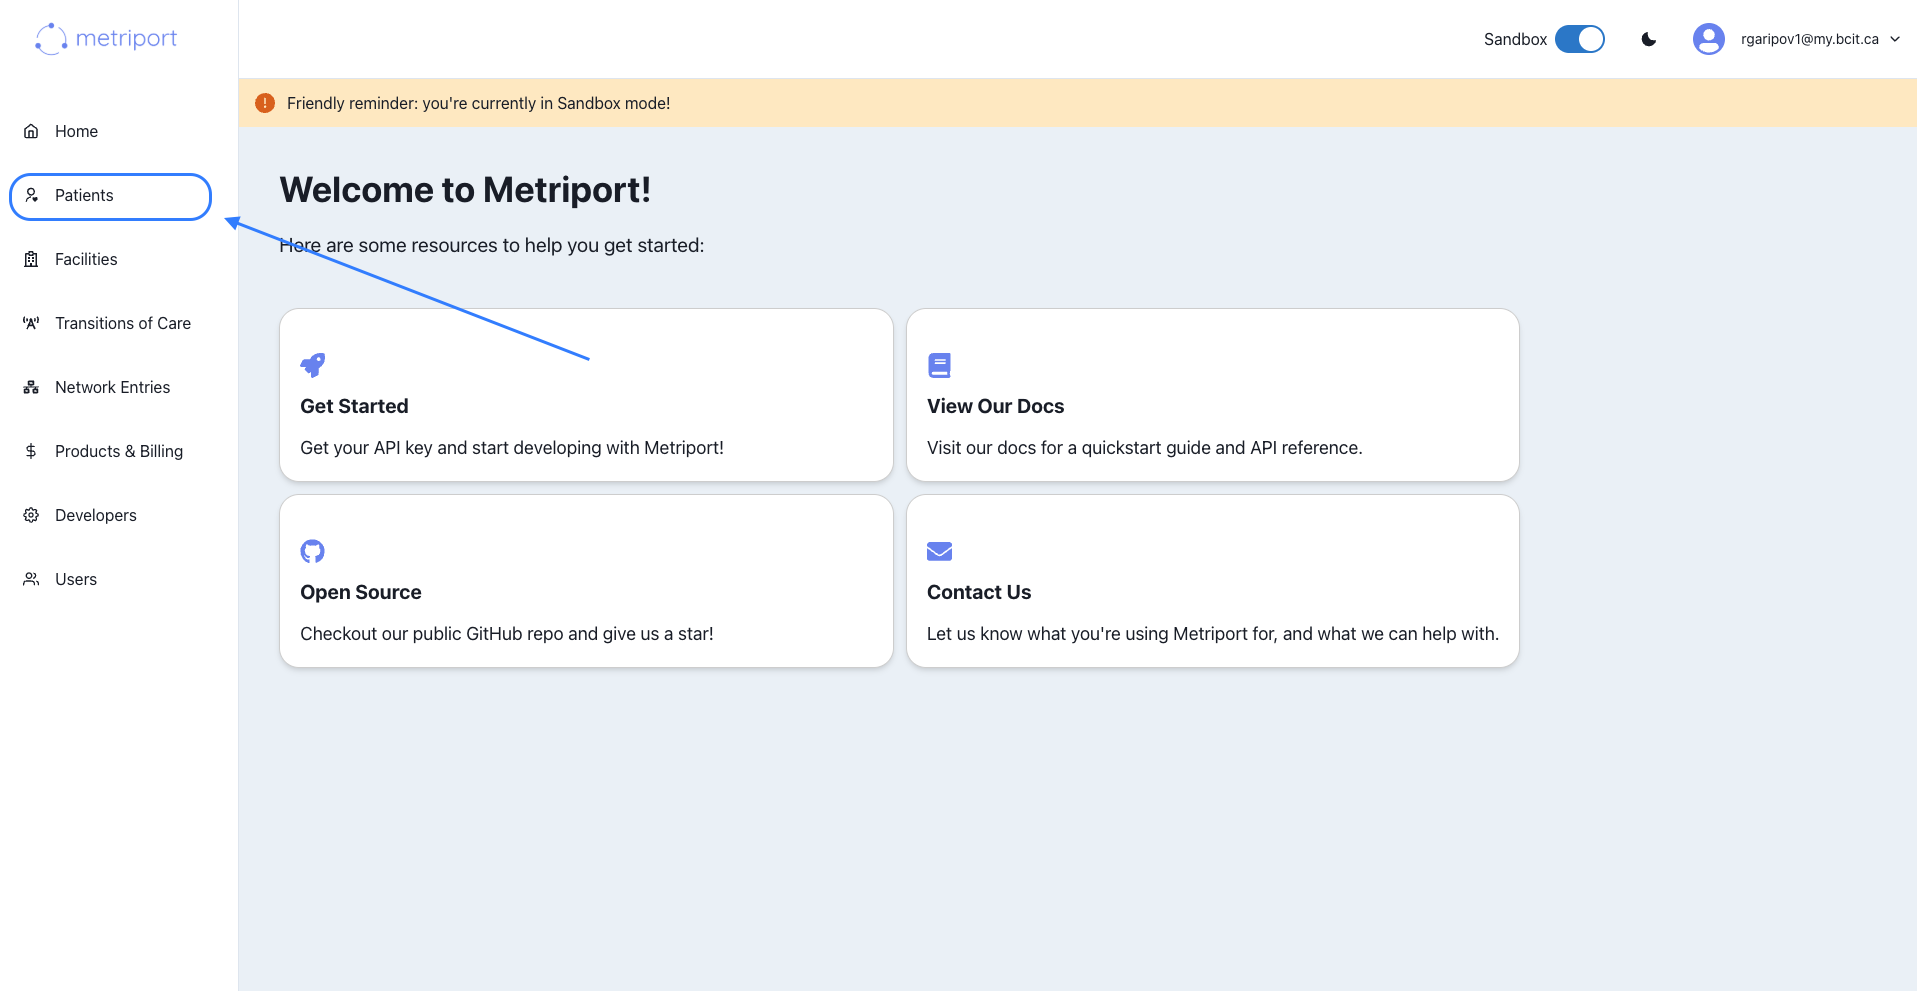 metriport
Sandbox
rgaripov1@my.bcit.ca
Friendly reminder: you're currently in Sandbox mode!
Home
Patients
Facilities
Transitions of Care
Network Entries
Products & Billing
Developers
Users
Welcome to Metriport!
Here are some resources to help you get started:
Get Started
Get your API key and start developing with Metriport!
View Our Docs
Visit our docs for a quickstart guide and API reference.
Open Source
Checkout our public GitHub repo and give us a star!
Contact Us
Let us know what you're using Metriport for, and what we can help with.